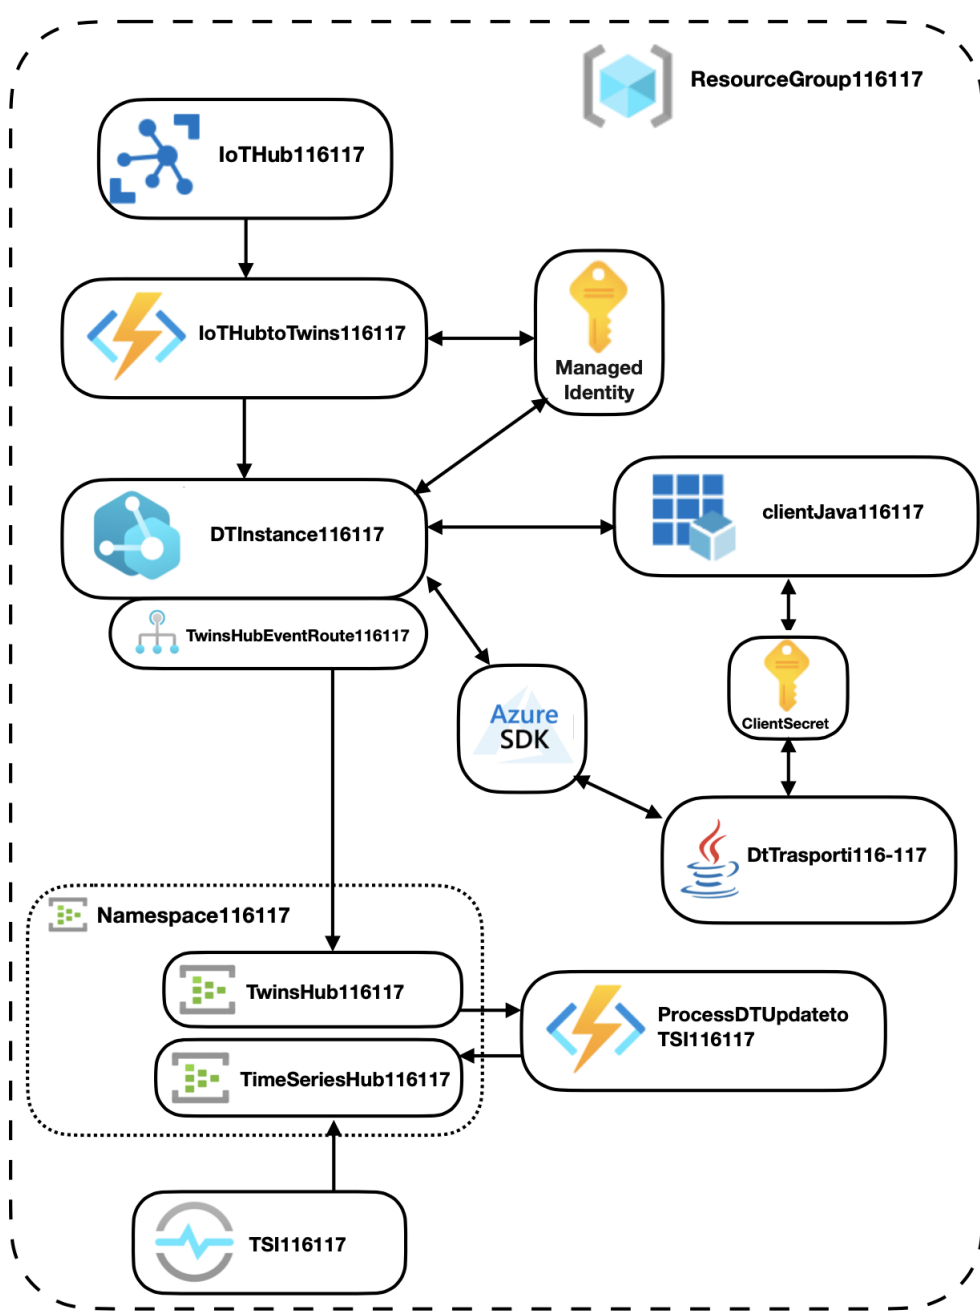 ResourceGroup116117
IoTHub116117
IoTHubtoTwins116117
Managed
Identity
DTInstance116117
clientJava116117
TwinsHubEventRoute116117
Azure
SDK
ClientSecret
DtTrasporti116-117
Namespace116117
TwinsHub116117
ProcessDTUpdateto
TSI116117
TimeSeriesHub116117
TSI116117